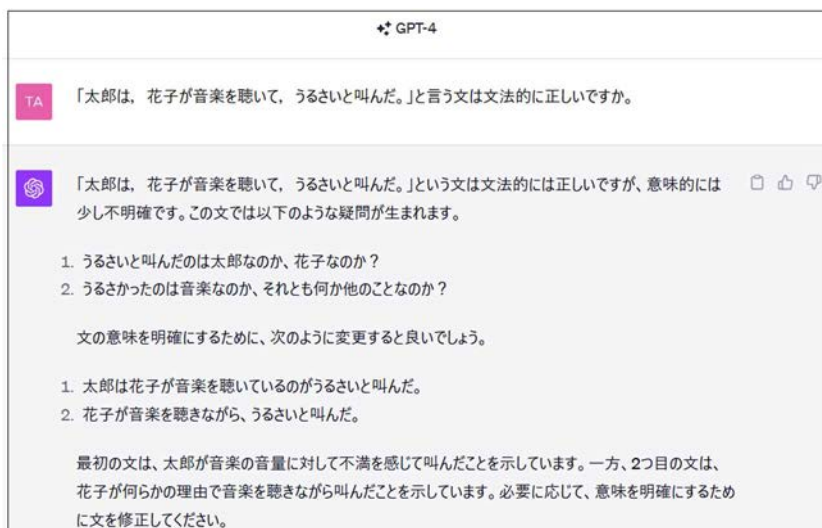 GPT-4
TA
「太郎は，花子が音楽を聴いて，うるさいと叫んだ。」と言う文は文法的に正しいですか。
「太郎は，花子が音楽を聴いて，うるさいと叫んだ。」という文は文法的には正しいですが、意味的には
少し不明確です。この文では以下のような疑問が生まれます。
1. うるさいと叫んだのは太郎なのか、花子なのか？
2. うるさかったのは音楽なのか、それとも何か他のことなのか？
文の意味を明確にするために、次のように変更すると良いでしょう。
1. 太郎は花子が音楽を聴いているのがうるさいと叫んだ。
2. 花子が音楽を聴きながら、うるさいと叫んだ。
最初の文は、太郎が音楽の音量に対して不満を感じて叫んだことを示しています。一方、2つ目の文は、
花子が何らかの理由で音楽を聴きながら叫んだことを示しています。必要に応じて、意味を明確にするため
に文を修正してください。